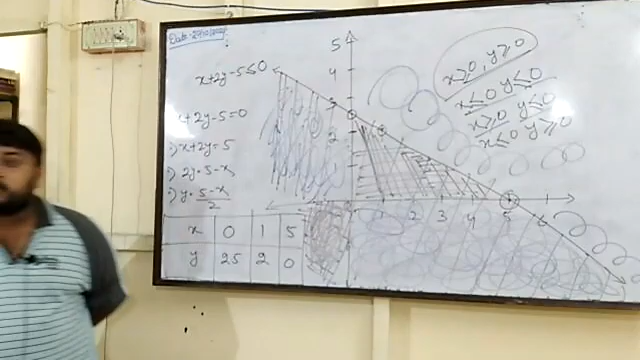 x+2y-5≤0
x+2y-5=0
x+2y=5
2y=5-x
y=5-x
2
x 0 1 5
y 2.5 2 0
5
4
3
2
1 2 3 4 5 6
x≥0, y≥0
x≤0 y≤0
x≥0 y≤0
x≤0 y≥0